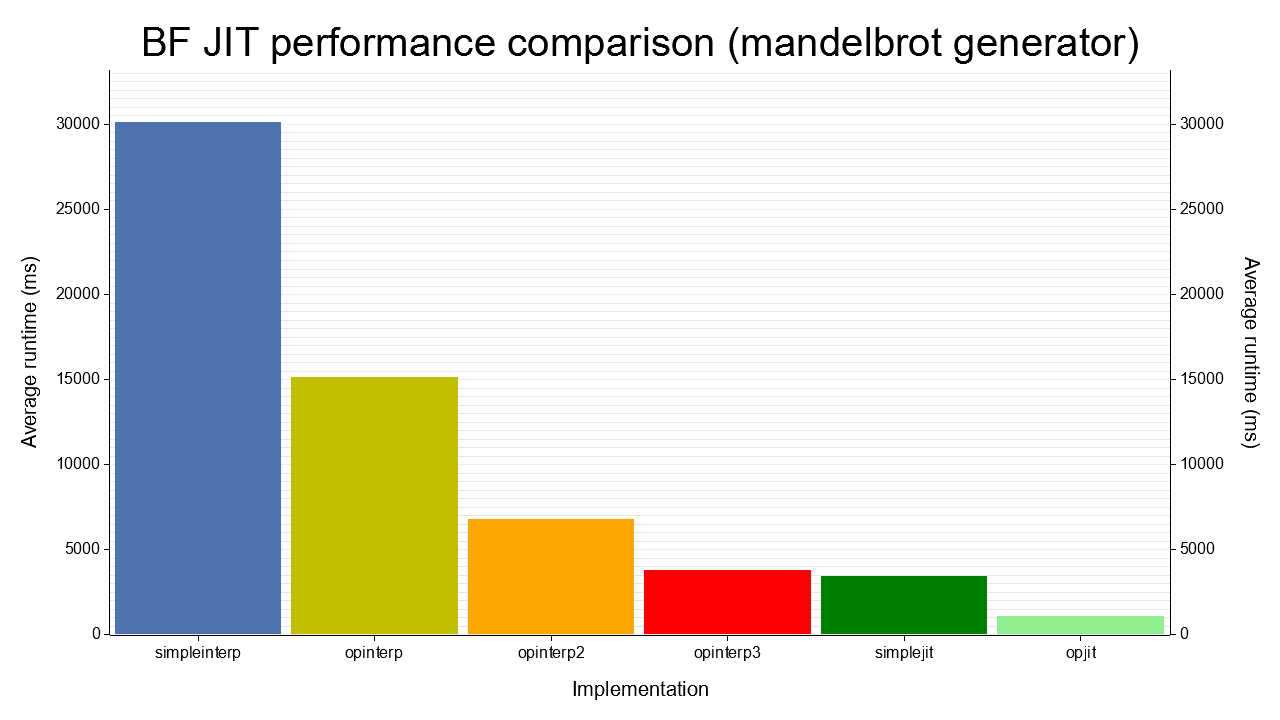 BF JIT performance comparison (mandelbrot generator)
Average runtime (ms)
30000
25000
20000
15000
10000
5000
0
30000
25000
20000
15000
10000
5000
0
Average runtime (ms)
simpleinterp
opinterp
opinterp2
opinterp3
simplejit
opjit
Implementation